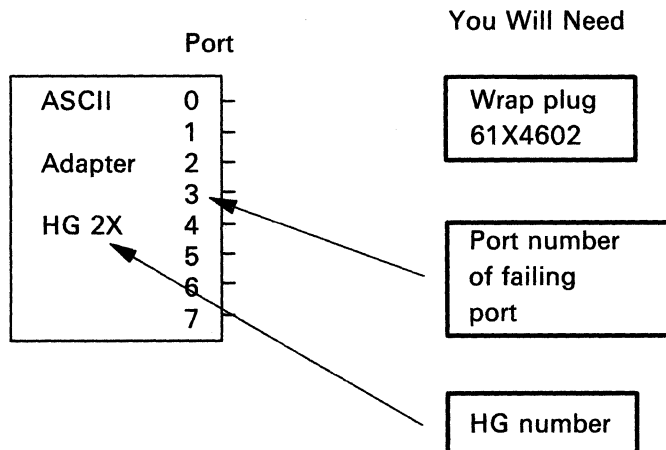 You Will Need
Port
ASCII 0
1
Adapter 2
3
HG 2X 4
5
6
7
Wrap plug
61X4602
Port number
of failing
port
HG number